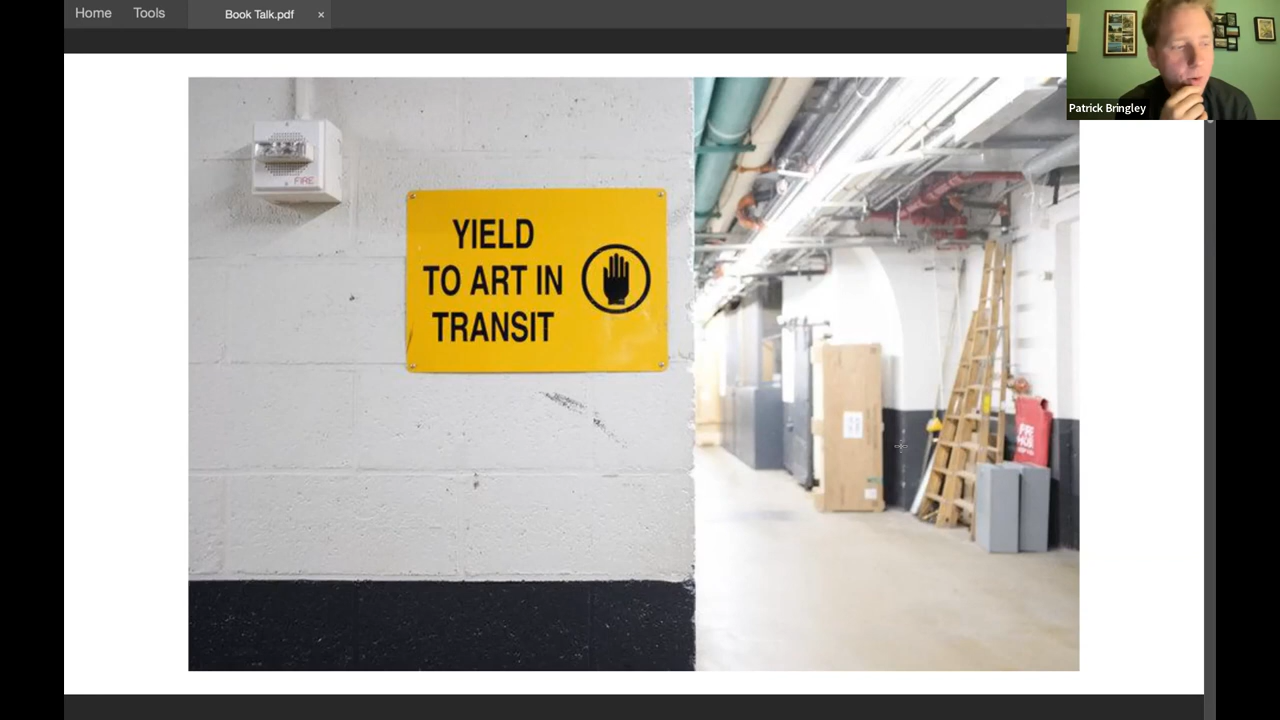 Home
Tools
Book Talk.pdf
×
Patrick Bringley
FIRE
YIELD
TO ART IN
TRANSIT